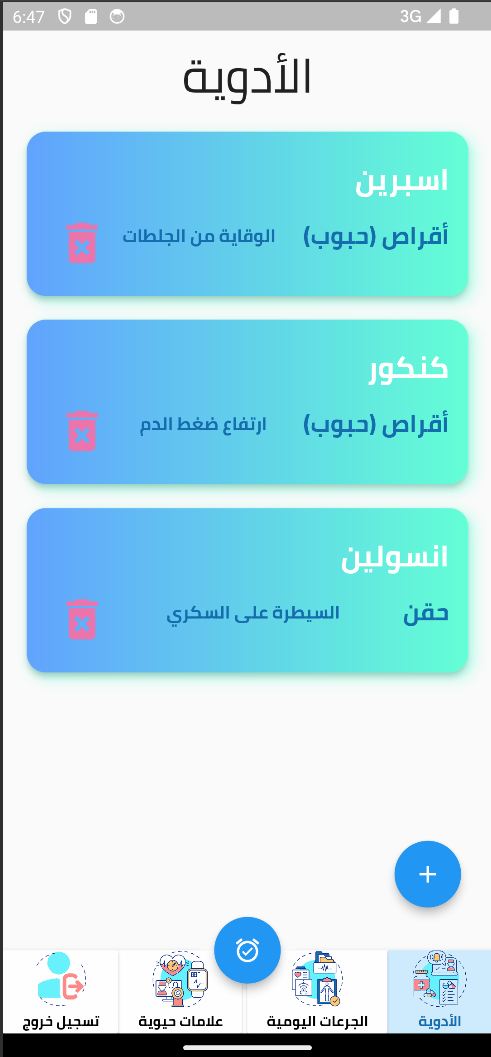 6:47 3G
الأدوية
اسبرين
أقراص (حبوب) الوقاية من الجلطات
كنكور
أقراص (حبوب) ارتفاع ضغط الدم
انسولين
حقن السيطرة على السكري
الأدوية الجرعات اليومية علامات حيوية تسجيل خروج